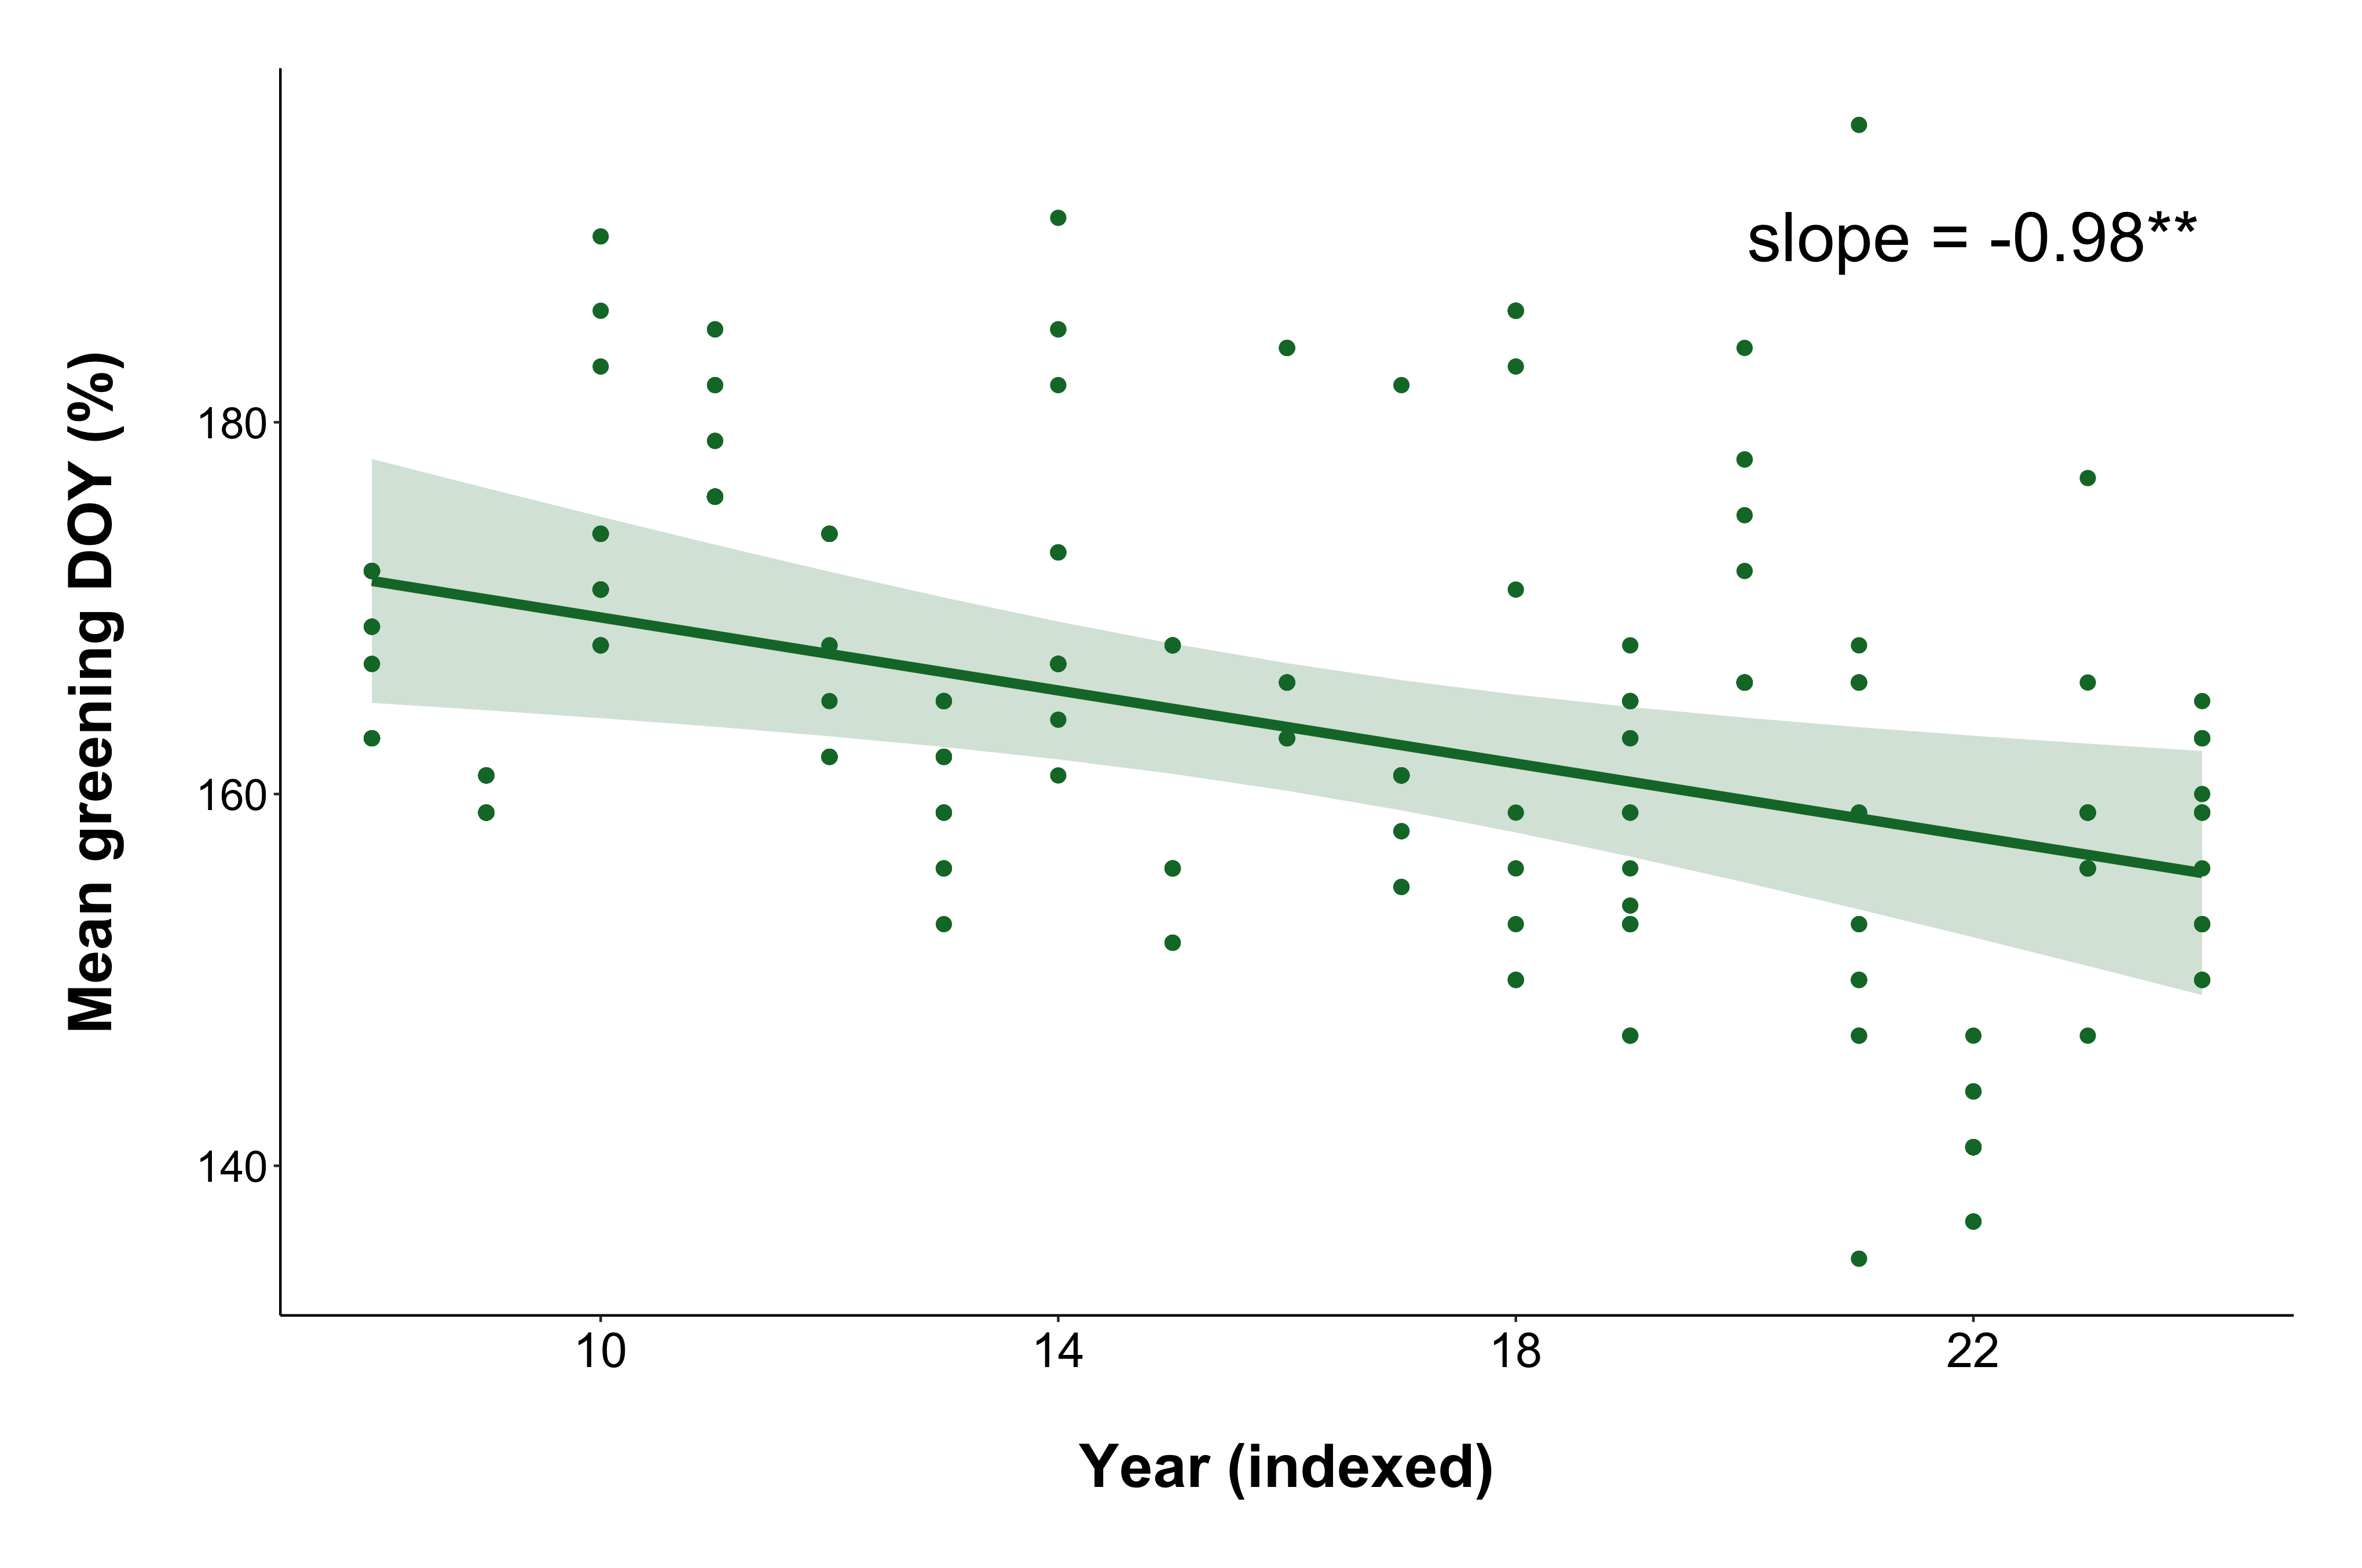 slope = -0.98**
Mean greening DOY (%)
180
160
140
10
14
18
22
Year (indexed)